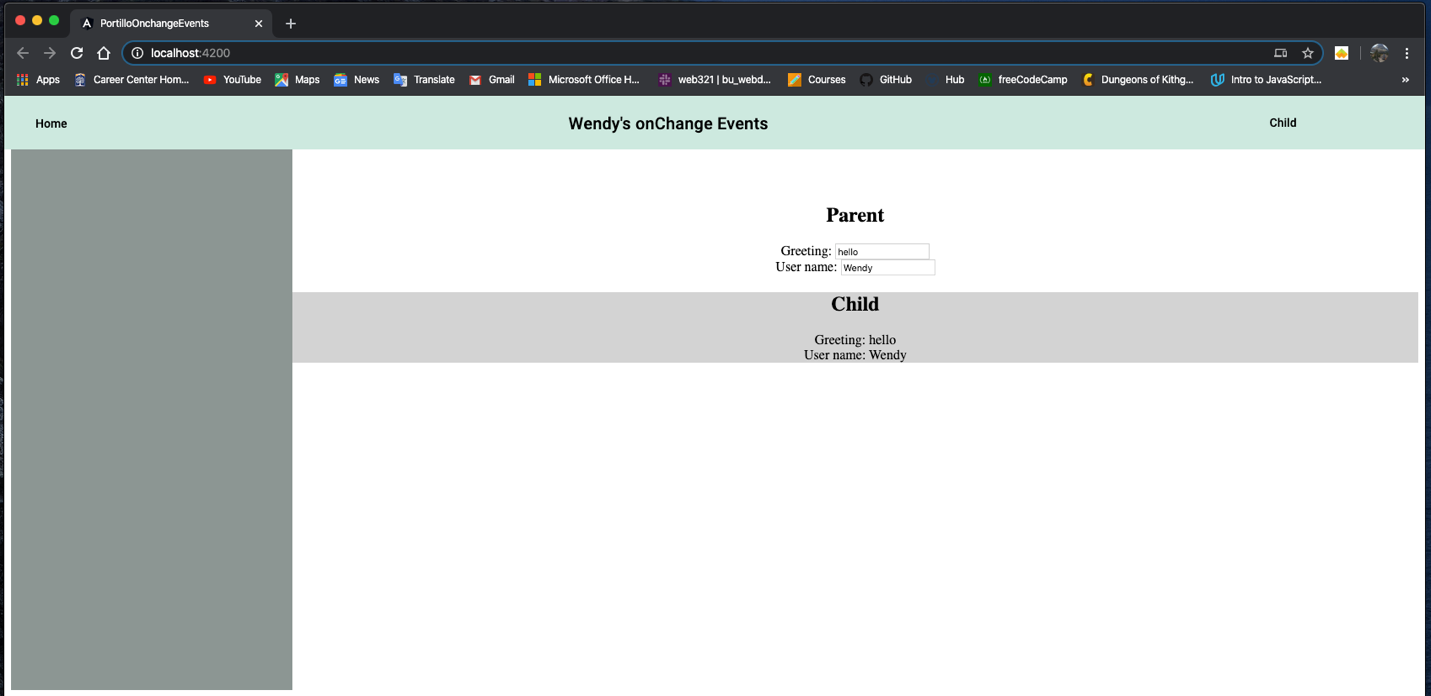 PortilloOnchangeEvents
localhost:4200
Apps Career Center Hom... YouTube Maps News Translate Gmail Microsoft Office H... web321 | bu_webd... Courses GitHub Hub freeCodeCamp Dungeons of Kithg... Intro to JavaScript... »
Home Wendy's onChange Events Child
Parent
Greeting: hello
User name: Wendy
Child
Greeting: hello
User name: Wendy